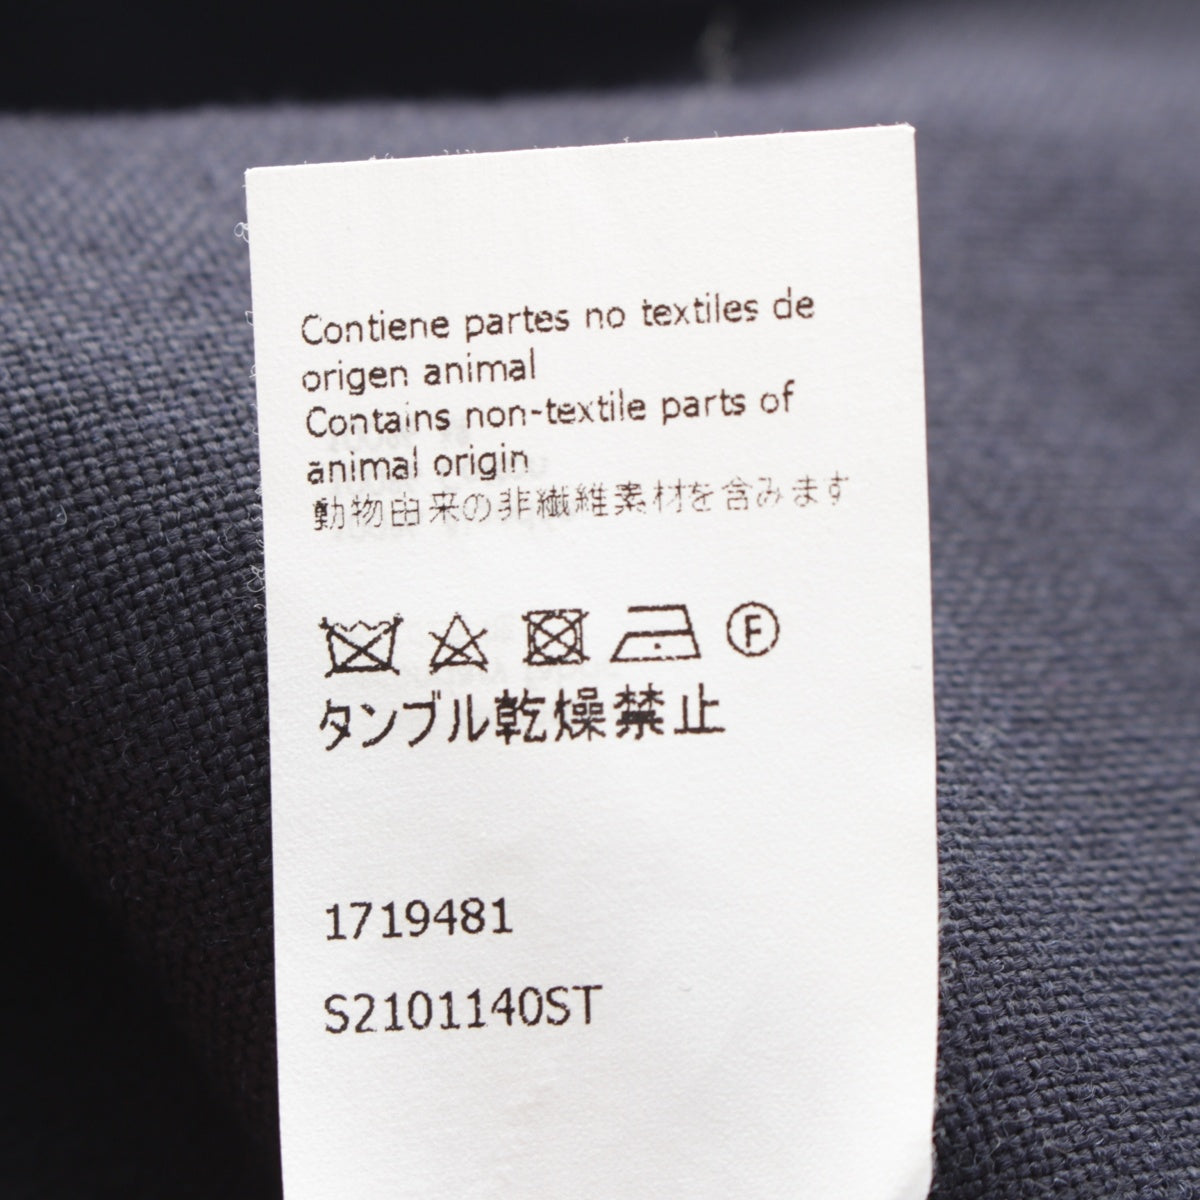 Contiene partes no textiles de
origen animal
Contains non-textile parts of
animal origin
動物由来の非繊維素材を含みます
F
タンブル乾燥禁止
1719481
S2101140ST